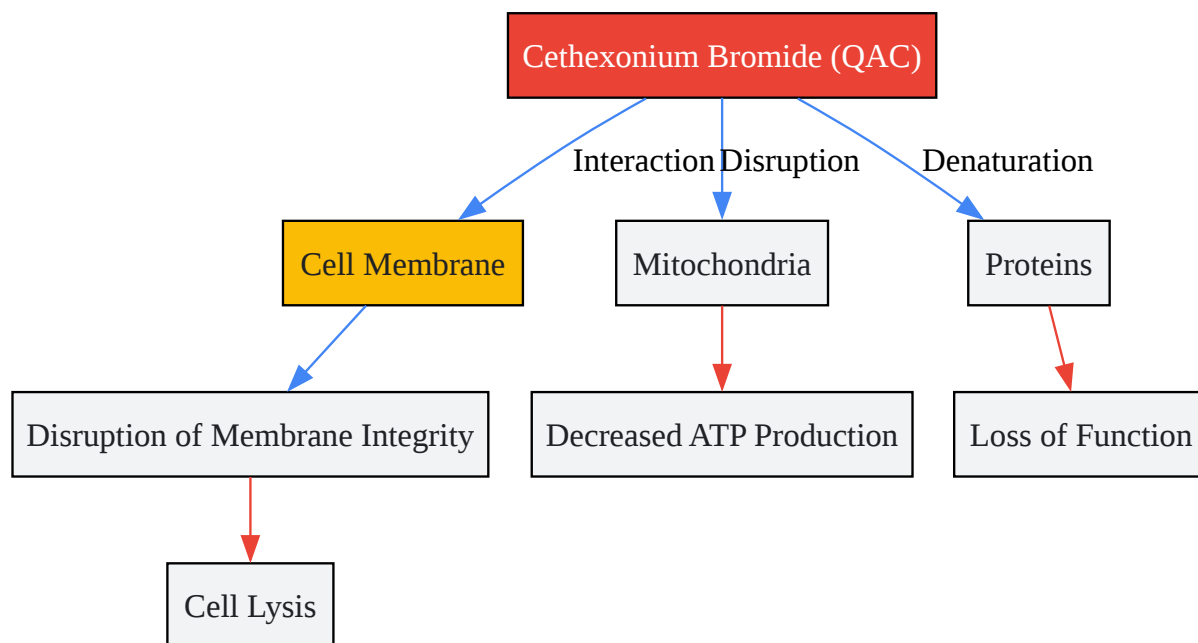 Cethexonium Bromide (QAC)
Interaction
Disruption
Denaturation
Cell Membrane
Mitochondria
Proteins
Disruption of Membrane Integrity
Decreased ATP Production
Loss of Function
Cell Lysis